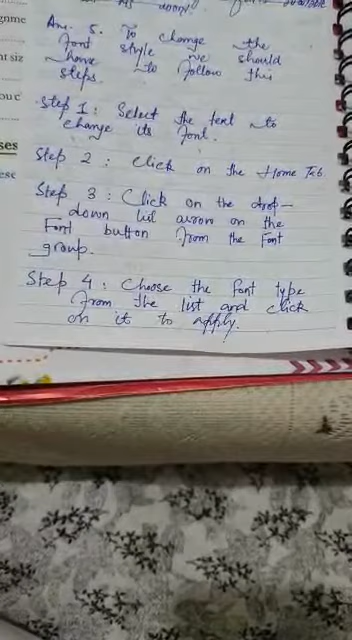 Ans. 5. To change the
font style we should
have to follow this
steps.
Step 1: Select the text to
change its font.
Step 2: Click on the Home Tab
Step 3: Click on the drop-
down list arrow on the
Font button from the Font
group.
Step 4: Choose the font type
from the list and click
on it to apply.